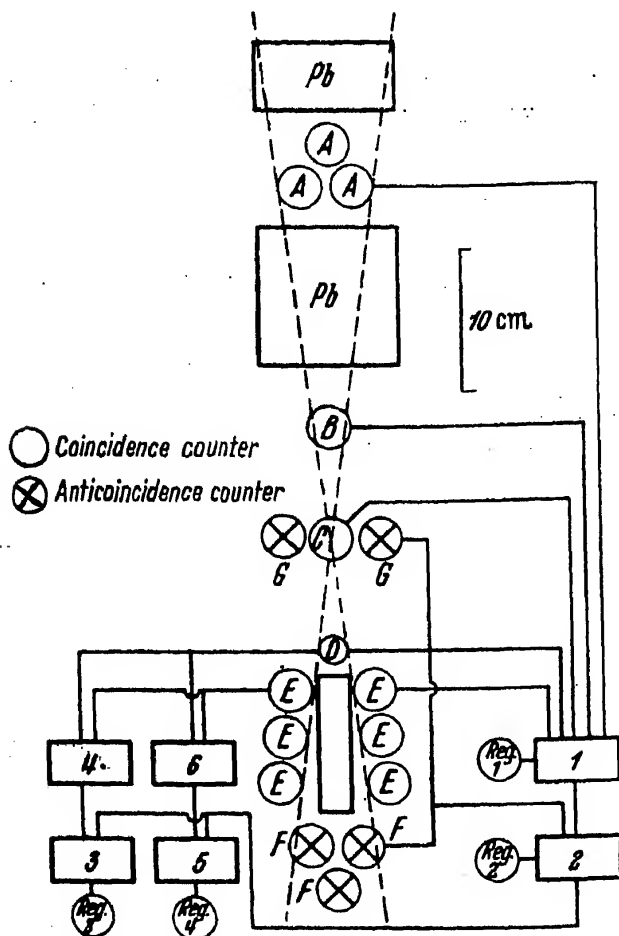 Pb
A
A A
Pb
10 cm
B
Coincidence counter
Anticoincidence counter
C
G G
D
E E
4 6 Reg. 1 1
E E
E E
3 5 F F Reg. 2 2
F
Reg. 3 Reg. 4